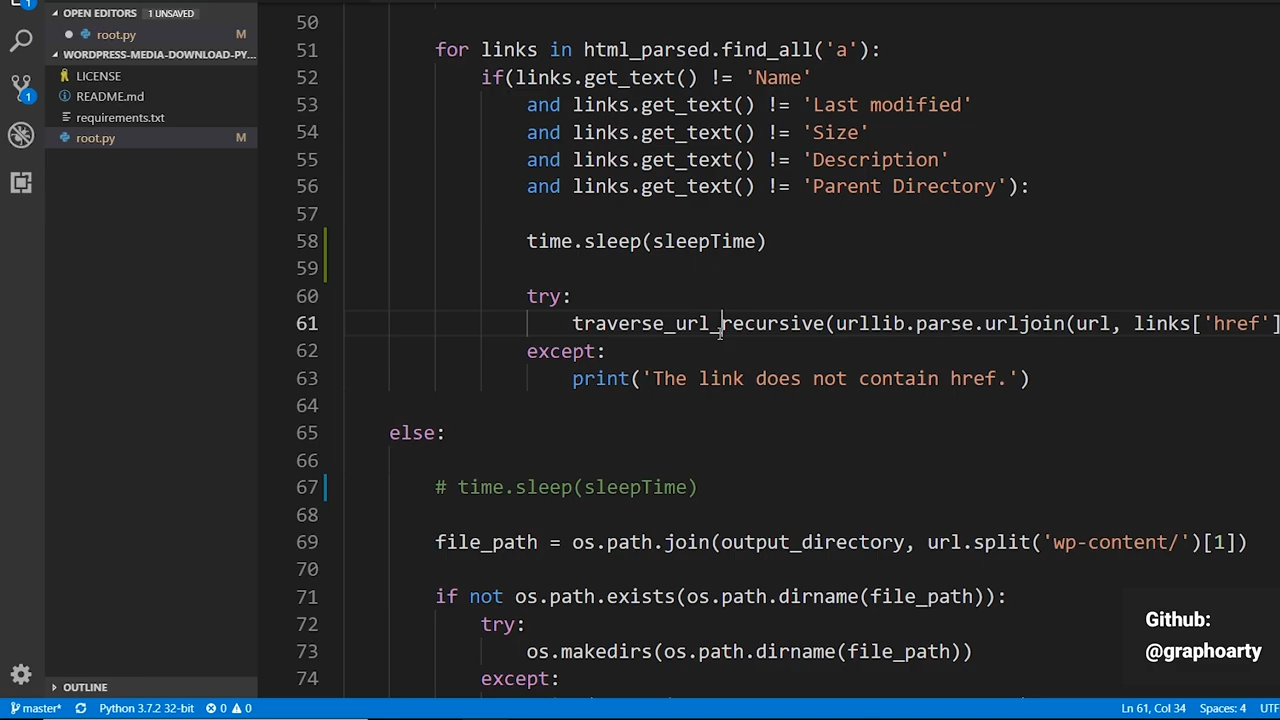 OPEN EDITORS 1 UNSAVED
root.py M
WORDPRESS-MEDIA-DOWNLOAD-PY...
LICENSE
README.md
requirements.txt
root.py M
OUTLINE
1
1
50
51 for links in html_parsed.find_all('a'):
52 if(links.get_text() != 'Name'
53 and links.get_text() != 'Last modified'
54 and links.get_text() != 'Size'
55 and links.get_text() != 'Description'
56 and links.get_text() != 'Parent Directory'):
57
58 time.sleep(sleepTime)
59
60 try:
61 traverse_url_recursive(urllib.parse.urljoin(url, links['href']
62 except:
63 print('The link does not contain href.')
64
65 else:
66
67 # time.sleep(sleepTime)
68
69 file_path = os.path.join(output_directory, url.split('wp-content/')[1])
70
71 if not os.path.exists(os.path.dirname(file_path)):
72 try:
73 os.makedirs(os.path.dirname(file_path))
74 except:
Github:
@graphoarty
master* Python 3.7.2 32-bit 0 0 Ln 61, Col 34 Spaces: 4 UTF